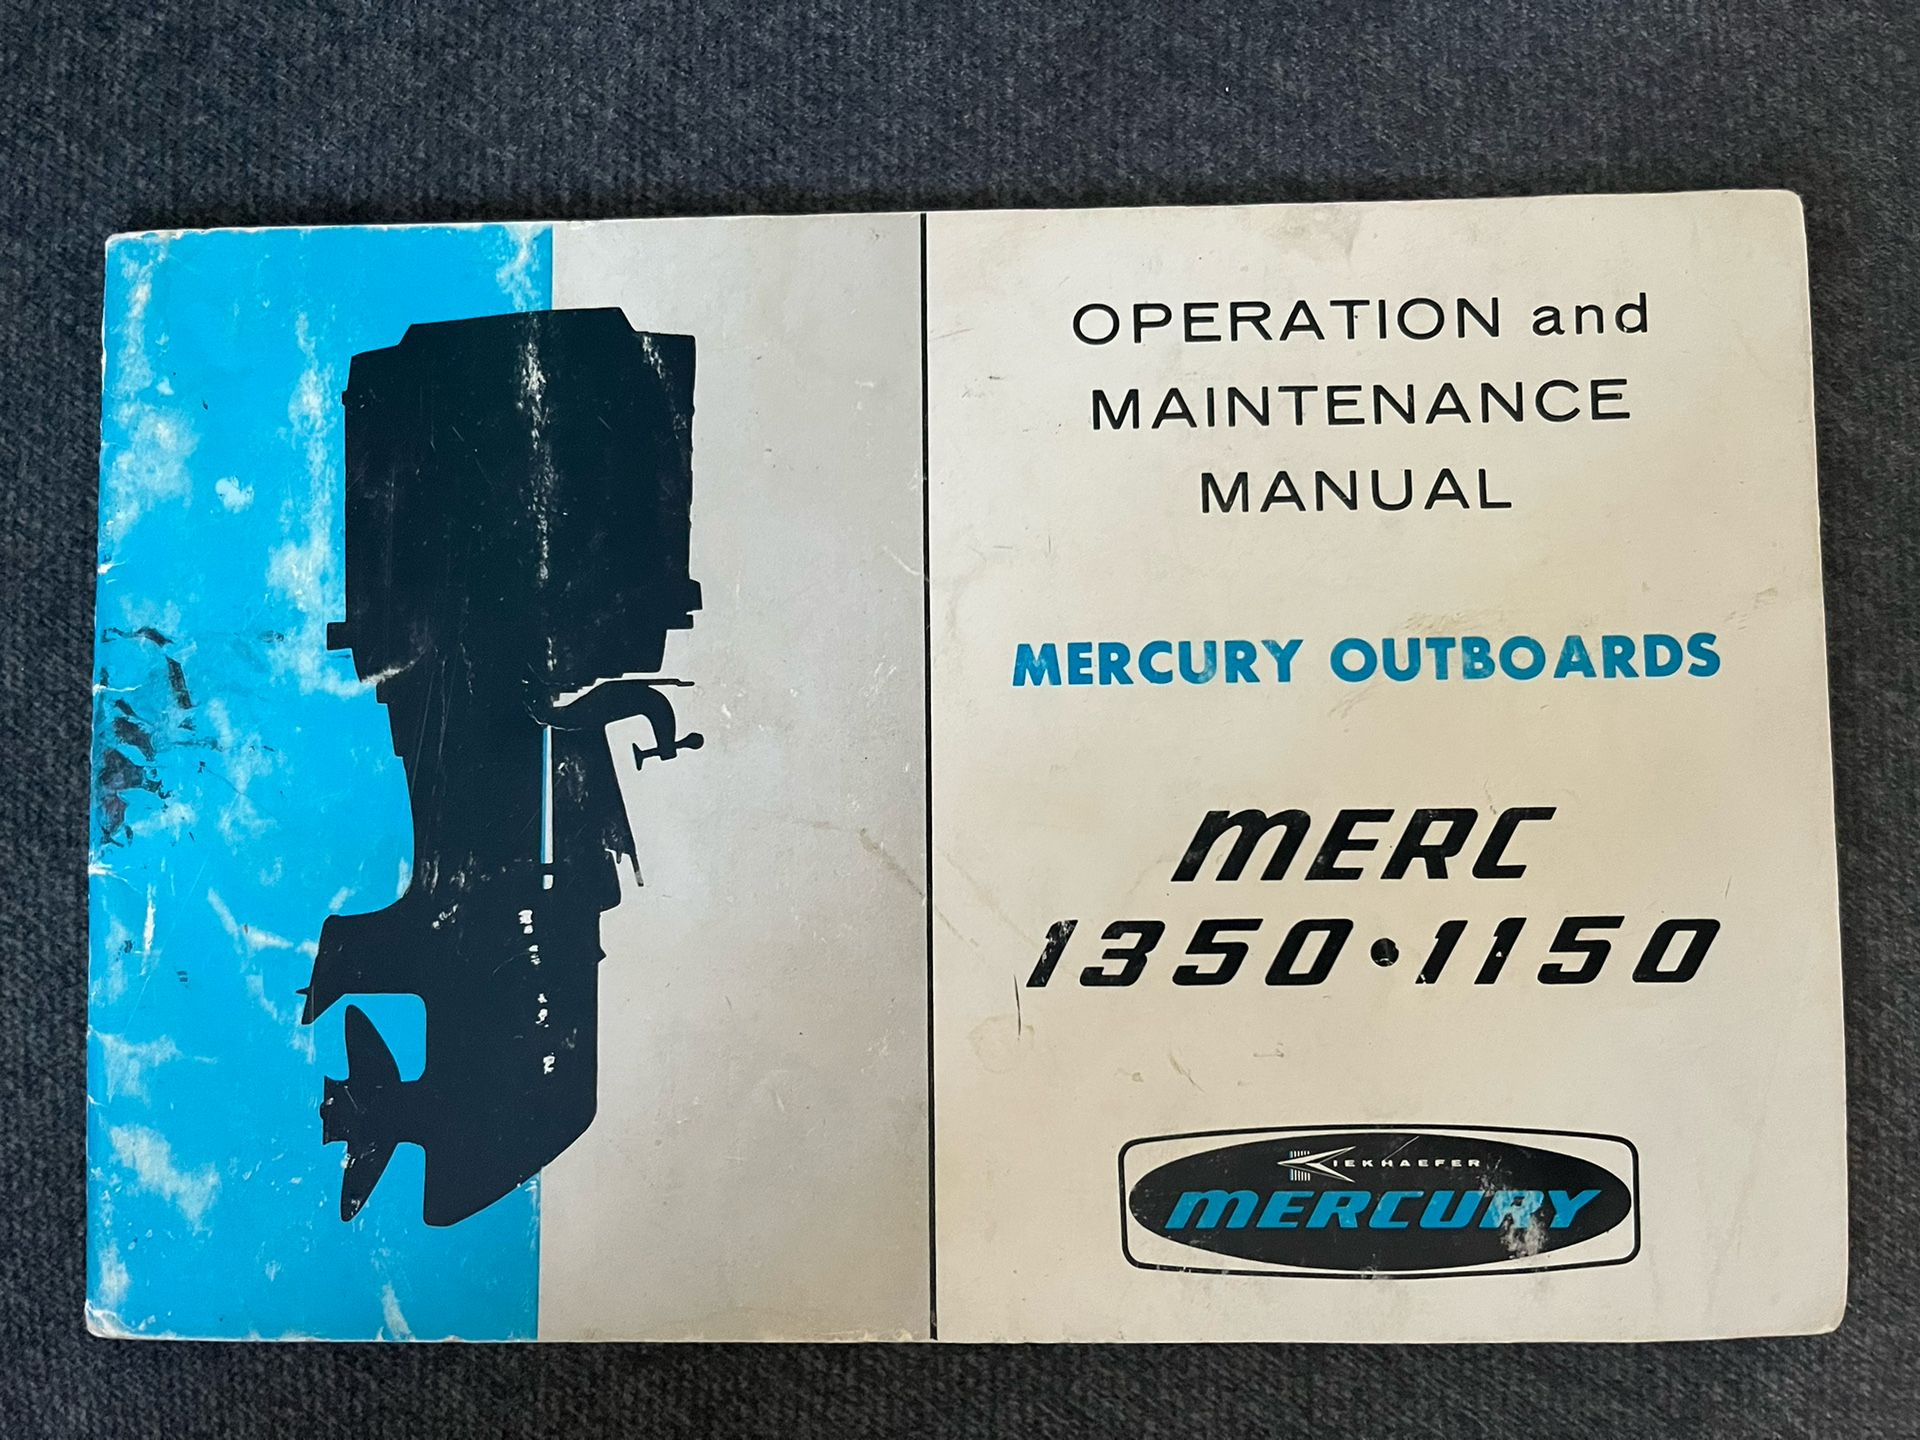 OPERATION and
MAINTENANCE
MANUAL
MERCURY OUTBOARDS
MERC
1350•1150
KIEKHAEFER
MERCURY